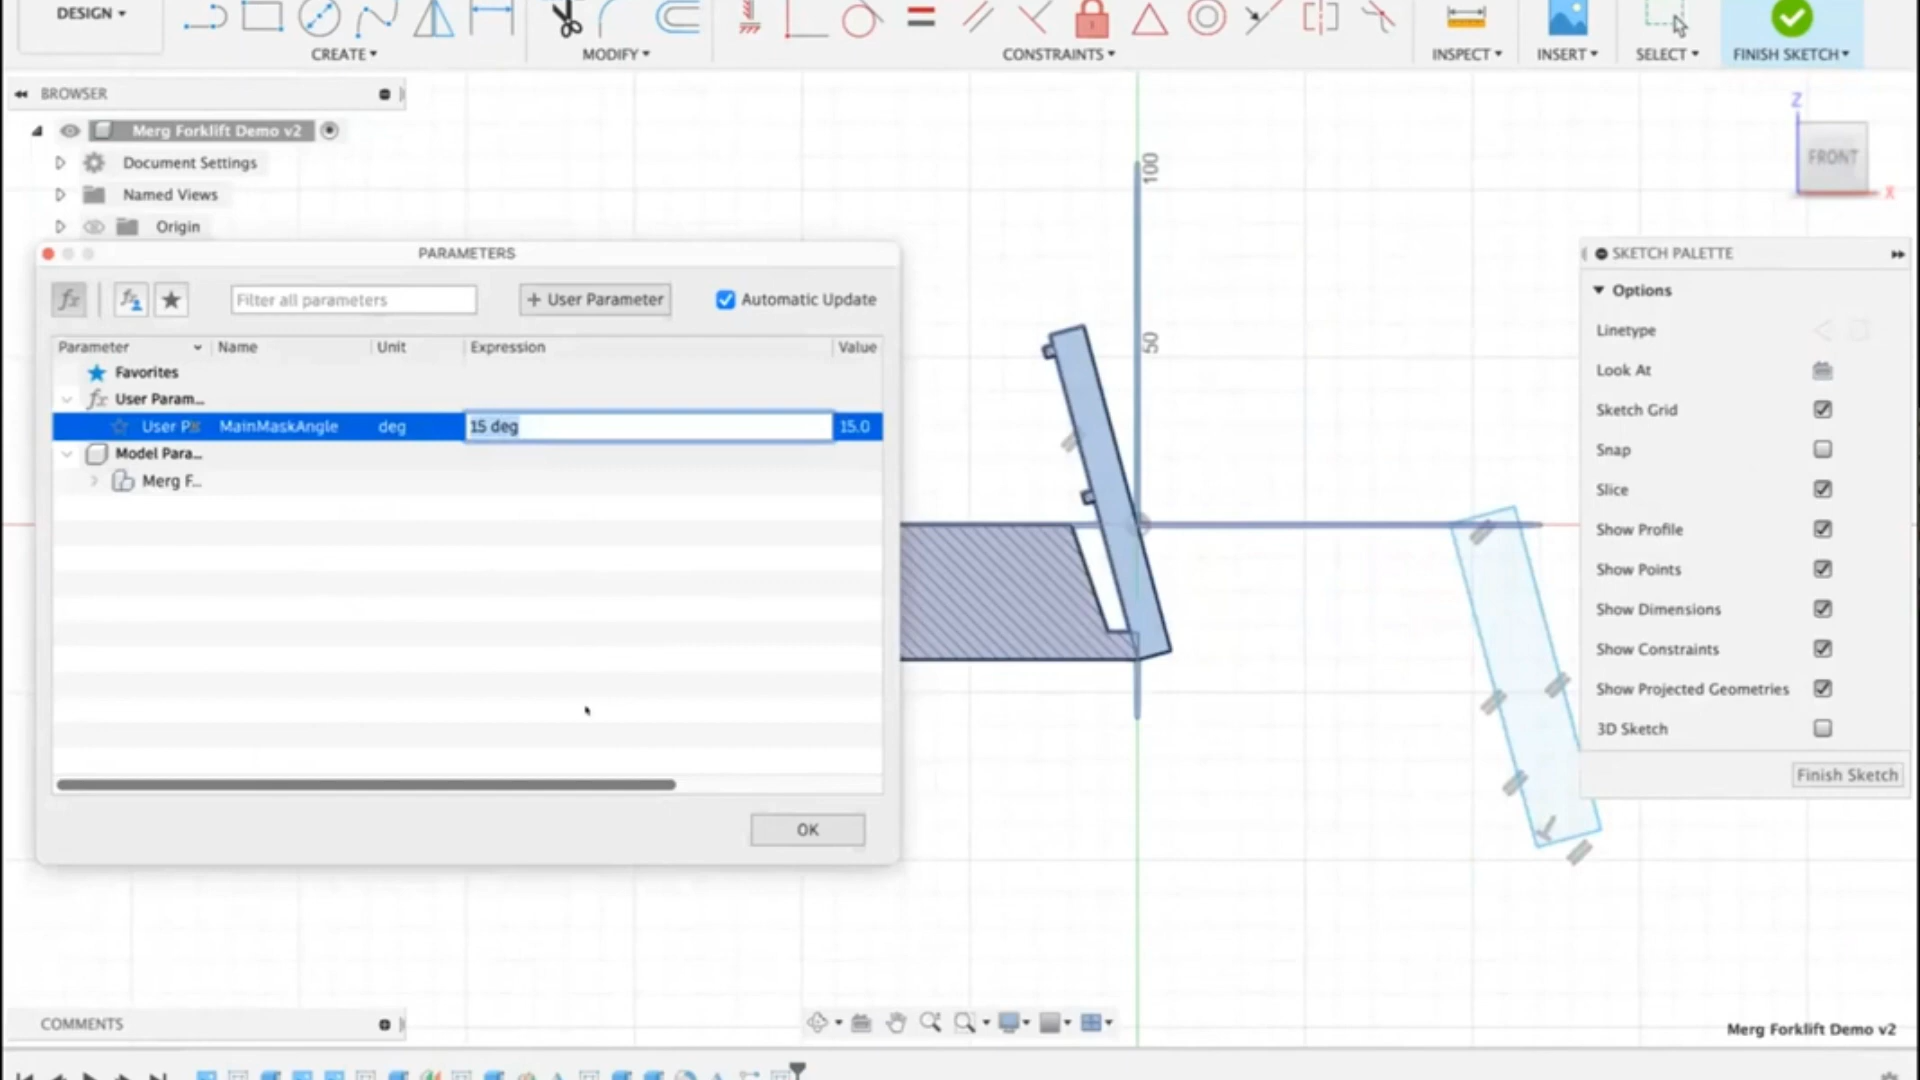 DESIGN
CREATE
MODIFY
CONSTRAINTS
INSPECT
INSERT
SELECT
FINISH SKETCH
BROWSER
Merg Forklift Demo v2
Document Settings
Named Views
Origin
Z
FRONT
X
100
50
PARAMETERS
fx
Filter all parameters
+ User Parameter
Automatic Update
Parameter Name Unit Expression Value
Favorites
fx User Param...
User P MainMaskAngle deg 15 deg 15.0
Model Para...
Merg F...
OK
SKETCH PALETTE
Options
Linetype
Look At
Sketch Grid
Snap
Slice
Show Profile
Show Points
Show Dimensions
Show Constraints
Show Projected Geometries
3D Sketch
Finish Sketch
COMMENTS
Merg Forklift Demo v2